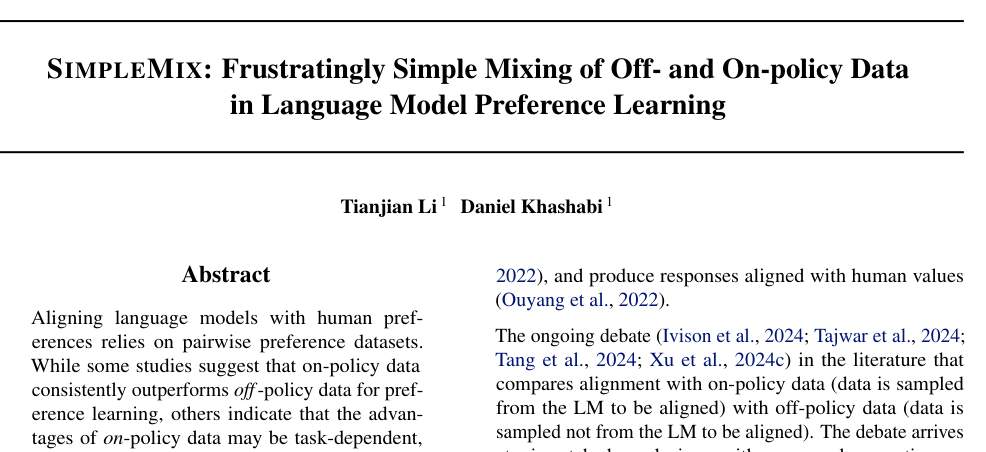 SIMPLEMIX: Frustratingly Simple Mixing of Off- and On-policy Data
in Language Model Preference Learning
Tianjian Li 1 Daniel Khashabi 1
Abstract
Aligning language models with human pref-
erences relies on pairwise preference datasets.
While some studies suggest that on-policy data
consistently outperforms off-policy data for pref-
erence learning, others indicate that the advan-
tages of on-policy data may be task-dependent,
2022), and produce responses aligned with human values
(Ouyang et al., 2022).
The ongoing debate (Ivison et al., 2024; Tajwar et al., 2024;
Tang et al., 2024; Xu et al., 2024c) in the literature that
compares alignment with on-policy data (data is sampled
from the LM to be aligned) with off-policy data (data is
sampled not from the LM to be aligned). The debate arrives